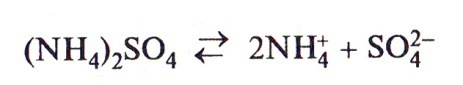 (NH₄)₂SO₄ ⇄ 2NH₄⁺ + SO₄²⁻